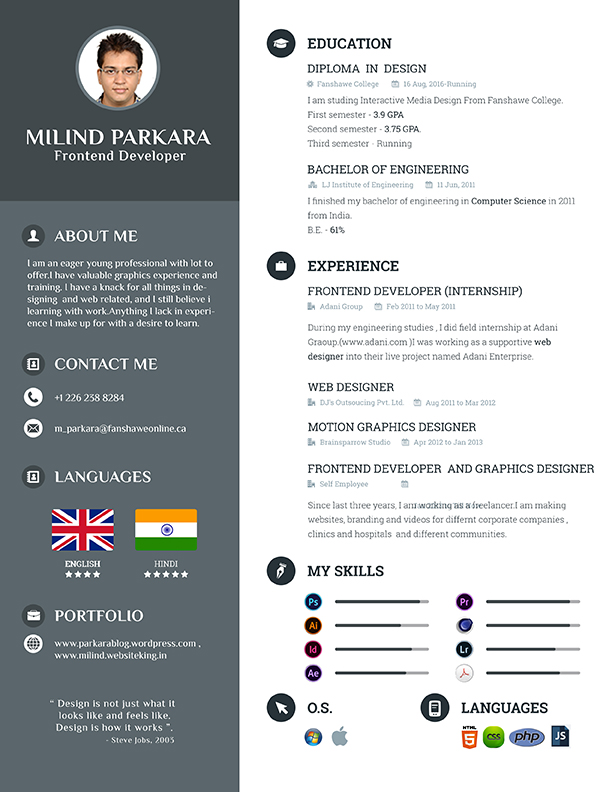 MILIND PARKARA
Frontend Developer
ABOUT ME
I am an eager young professional with lot to
offer.I have valuable graphics experience and
training. I have a knack for all things in de-
signing and web related, and I still believe i
learning with work.Anything I lack in experi-
ence I make up for with a desire to learn.
CONTACT ME
+1 226 238 8284
m_parkara@fanshaweonline.ca
LANGUAGES
ENGLISH
HINDI
PORTFOLIO
www.parkarablog.wordpress.com ,
www.milind.websiteking.in
“ Design is not just what it
looks like and feels like.
Design is how it works ”.
- Steve Jobs, 2003
EDUCATION
DIPLOMA IN DESIGN
Fanshawe College 16 Aug, 2016-Running
I am studing Interactive Media Design From Fanshawe College.
First semester - 3.9 GPA
Second semester - 3.75 GPA.
Third semester - Running
BACHELOR OF ENGINEERING
LJ Institute of Engineering 11 Jun, 2011
I finished my bachelor of engineering in Computer Science in 2011
from India.
B.E. - 61%
EXPERIENCE
FRONTEND DEVELOPER (INTERNSHIP)
Adani Group Feb 2011 to May 2011
During my engineering studies , I did field internship at Adani
Graoup.(www.adani.com )I was working as a supportive web
designer into their live project named Adani Enterprise.
WEB DESIGNER
DJ's Outsoucing Pvt. Ltd. Aug 2011 to Mar 2012
MOTION GRAPHICS DESIGNER
Brainsparrow Studio Apr 2012 to Jan 2013
FRONTEND DEVELOPER AND GRAPHICS DESIGNER
Self Employee
Since last three years, I am working as a freelancer.I am making
websites, branding and videos for differnt corporate companies ,
clinics and hospitals and different communities.
MY SKILLS
Ps
Pr
Ai
Id
Lr
Ae
O.S.
LANGUAGES
HTML
5
CSS
php
JS